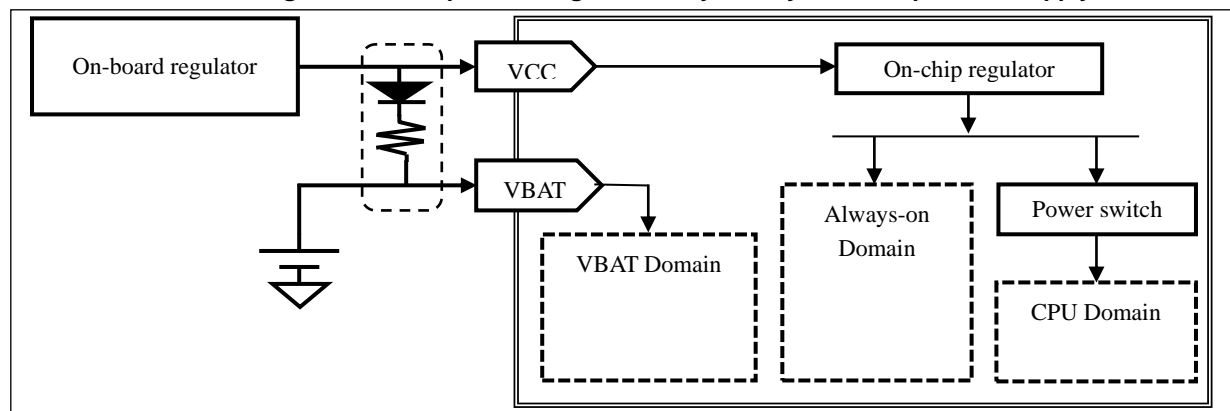 On-board regulator
VCC
On-chip regulator
VBAT
Always-on
Domain
Power switch
VBAT Domain
CPU Domain